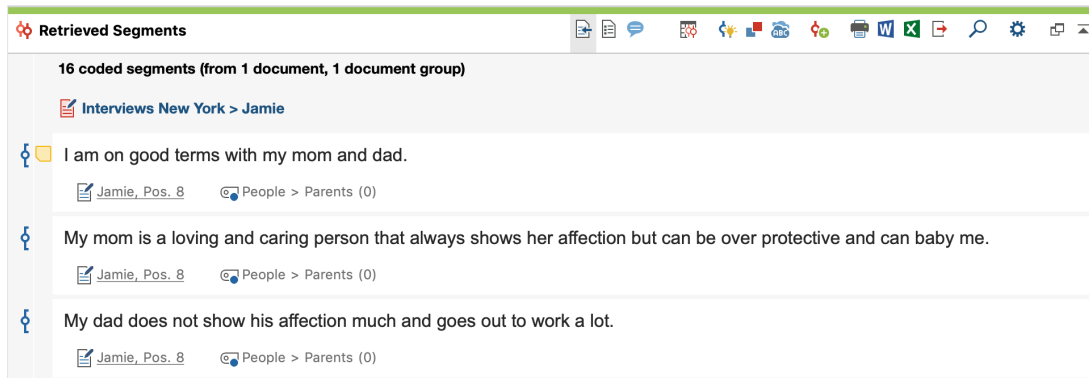 Retrieved Segments
ABC
W X
16 coded segments (from 1 document, 1 document group)
Interviews New York > Jamie
I am on good terms with my mom and dad.
Jamie, Pos. 8 People > Parents (0)
My mom is a loving and caring person that always shows her affection but can be over protective and can baby me.
Jamie, Pos. 8 People > Parents (0)
My dad does not show his affection much and goes out to work a lot.
Jamie, Pos. 8 People > Parents (0)